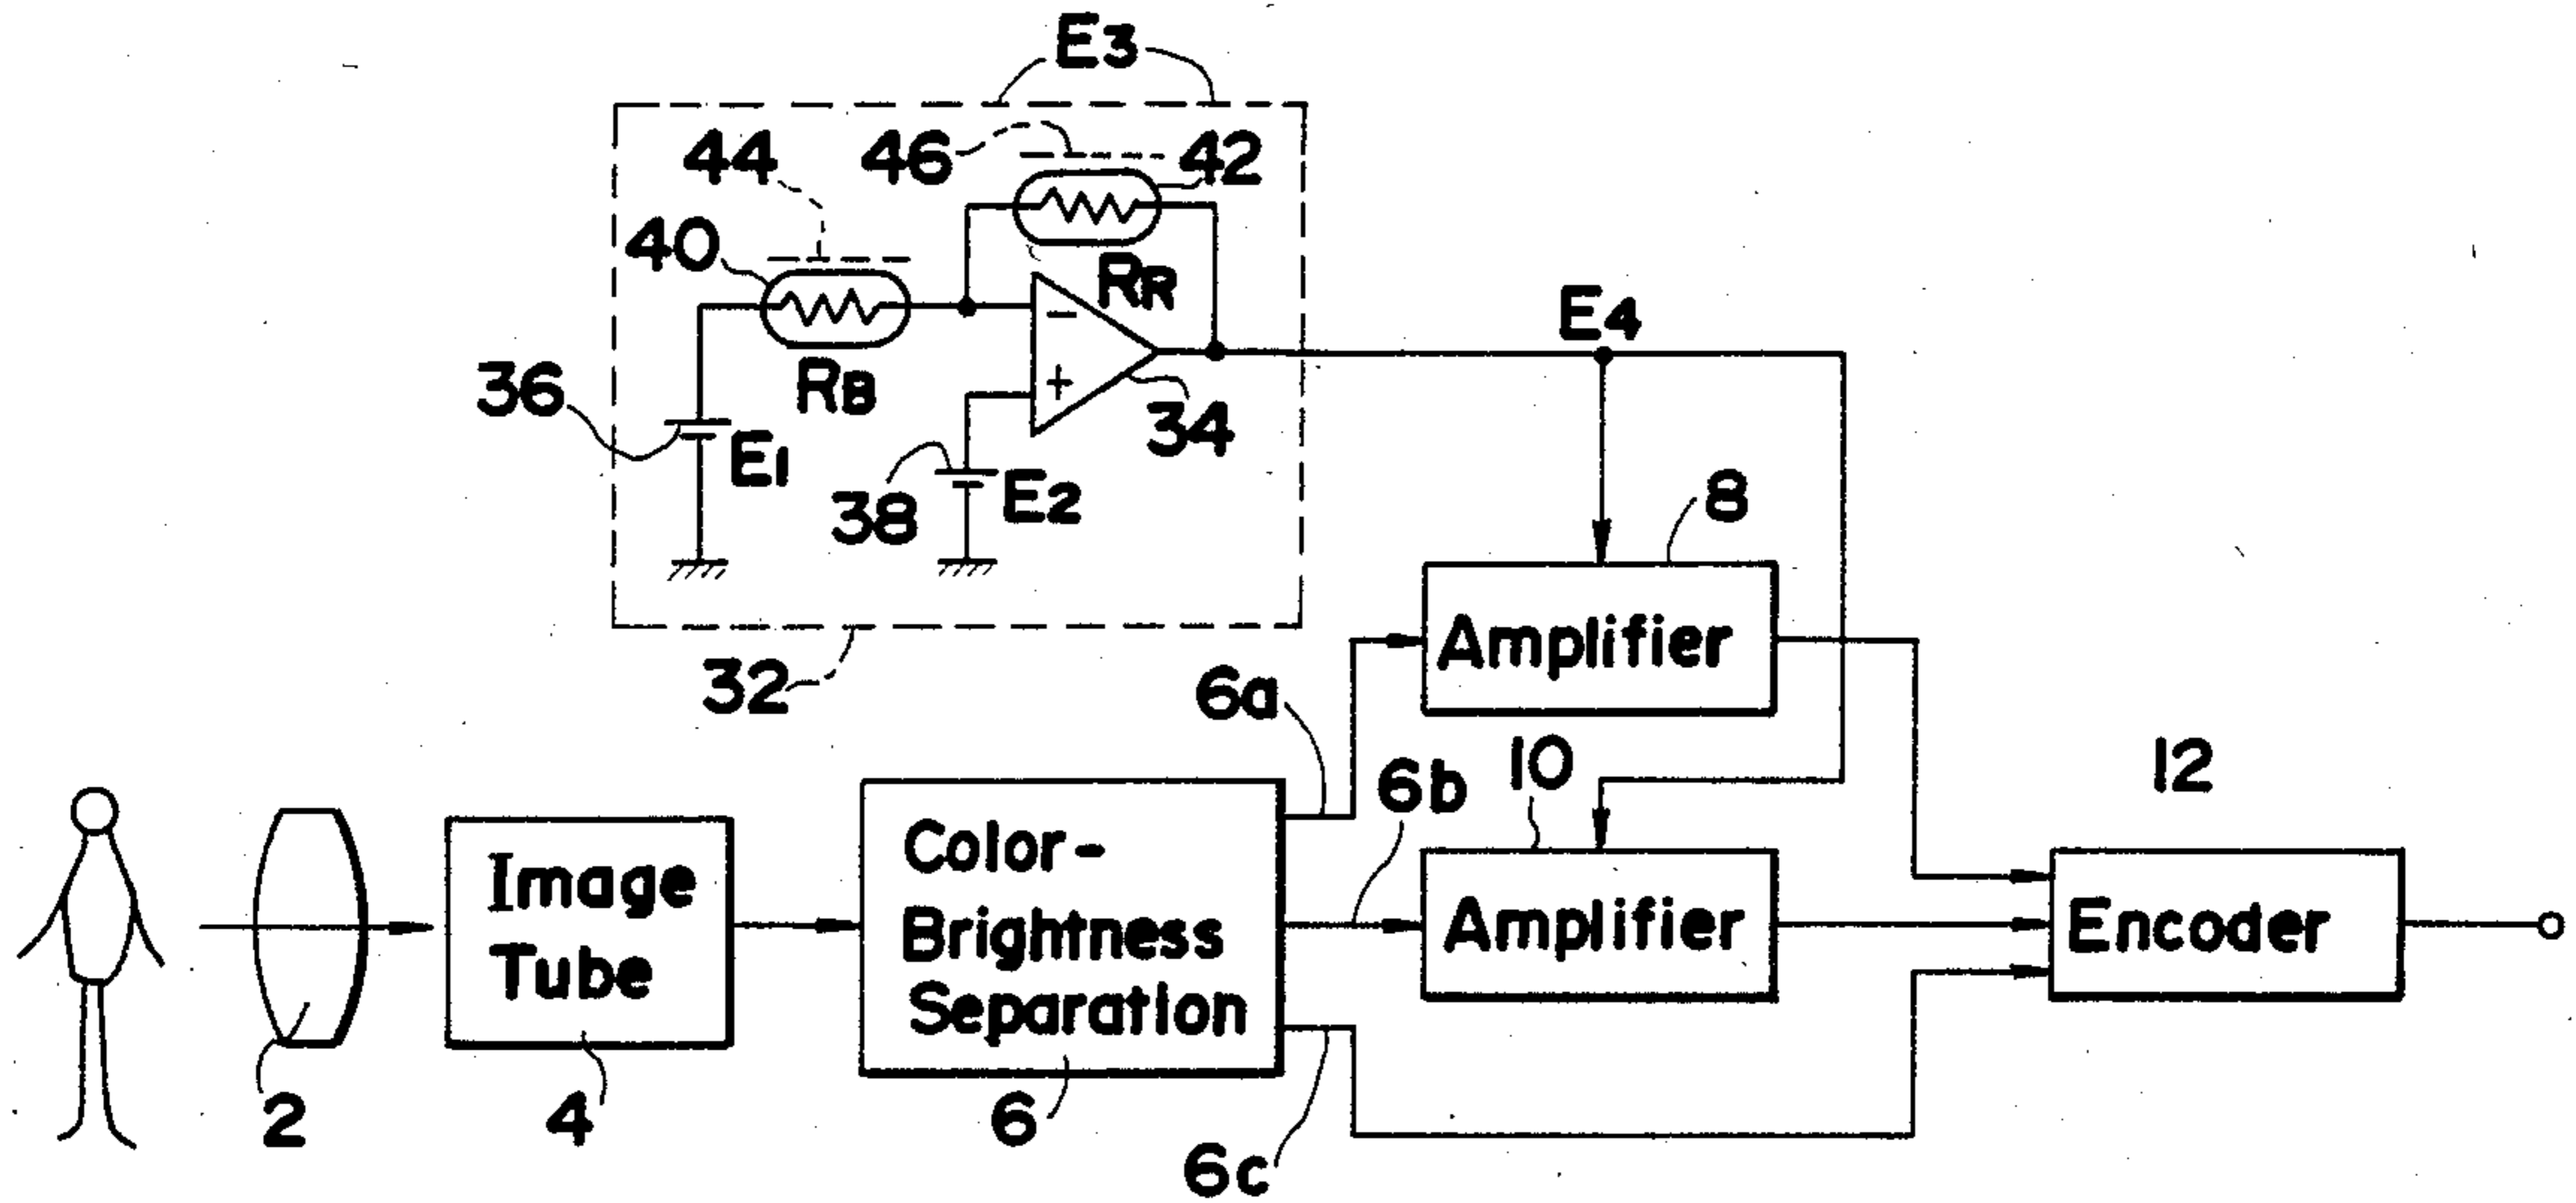 E3
44
46
42
40
RR
E4
36
RB
-
+
34
E1
38
E2
8
Amplifier
32
6a
10
6b
12
Color-
Image
Brightness
Amplifier
Encoder
Tube
Separation
2
4
6
6c